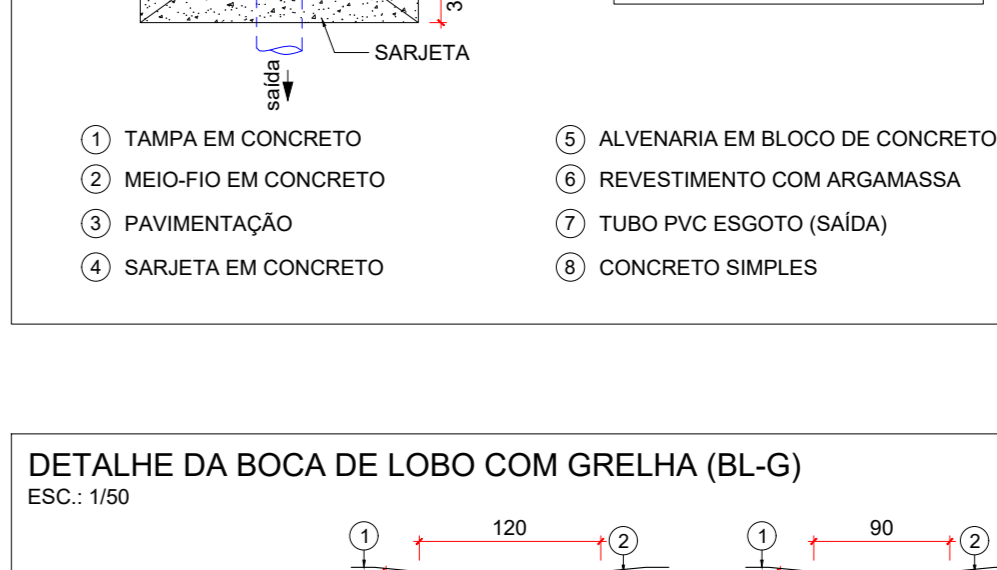 SARJETA
saída
1 TAMPA EM CONCRETO
2 MEIO-FIO EM CONCRETO
3 PAVIMENTAÇÃO
4 SARJETA EM CONCRETO
5 ALVENARIA EM BLOCO DE CONCRETO
6 REVESTIMENTO COM ARGAMASSA
7 TUBO PVC ESGOTO (SAÍDA)
8 CONCRETO SIMPLES
DETALHE DA BOCA DE LOBO COM GRELHA (BL-G)
ESC.: 1/50
1 120 2 1 90 2